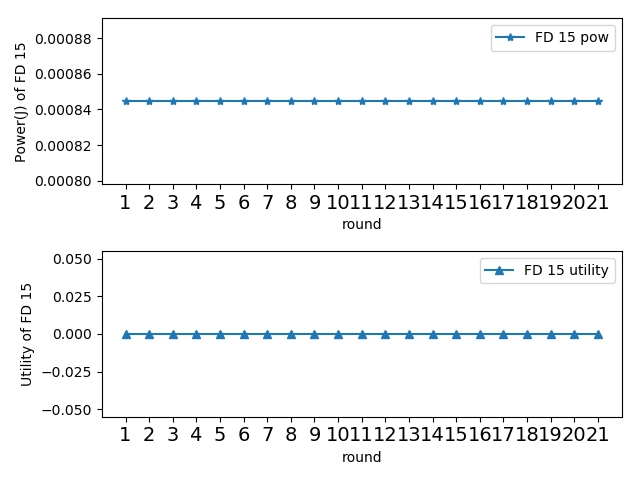 Power(J) of FD 15
0.00088
0.00086
0.00084
0.00082
0.00080
FD 15 pow
1 2 3 4 5 6 7 8 9 10 11 12 13 14 15 16 17 18 19 20 21
round
Utility of FD 15
0.050
0.025
0.000
−0.025
−0.050
FD 15 utility
1 2 3 4 5 6 7 8 9 10 11 12 13 14 15 16 17 18 19 20 21
round